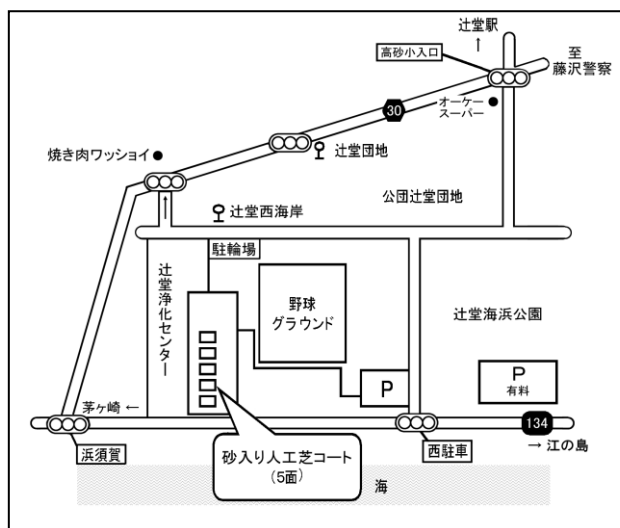 辻堂駅
↑
高砂小入口
至
藤沢警察
オーケー
スーパー
30
焼き肉ワッショイ
辻堂団地
公団辻堂団地
辻堂西海岸
駐輪場
辻堂浄化センター
野球
グラウンド
辻堂海浜公園
P
P
有料
茅ヶ崎 ←
134
→ 江の島
浜須賀
西駐車
砂入り人工芝コート
(5面)
海